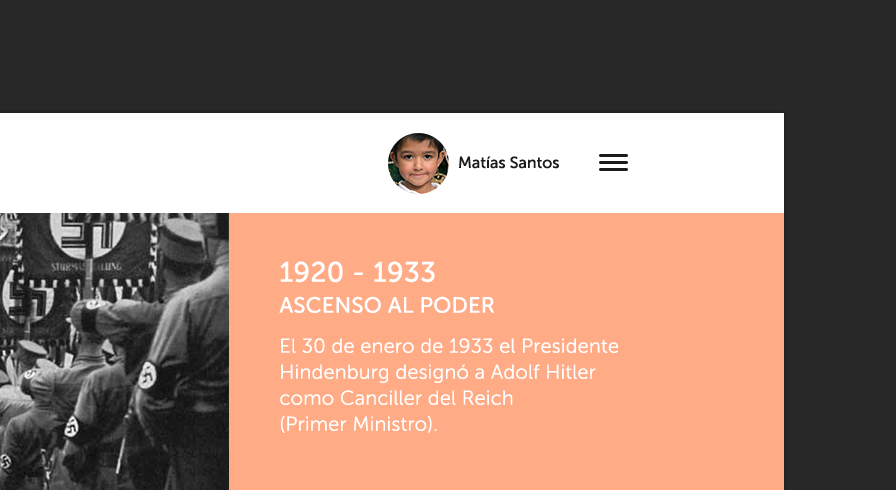 Matías Santos
STURMABTEILUNG
1920 - 1933
ASCENSO AL PODER
El 30 de enero de 1933 el Presidente
Hindenburg designó a Adolf Hitler
como Canciller del Reich
(Primer Ministro).